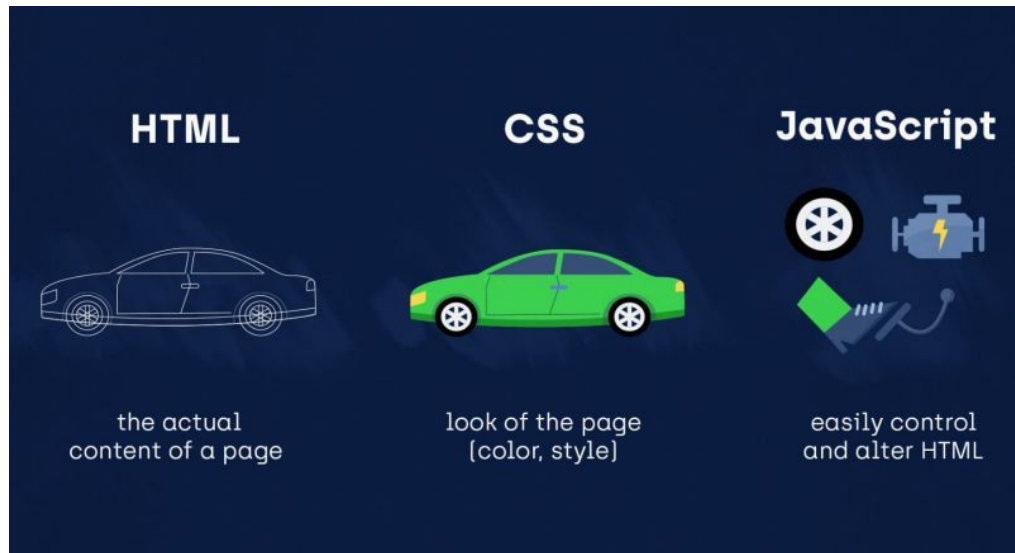 HTML
the actual
content of a page
CSS
look of the page
(color, style)
JavaScript
easily control
and alter HTML